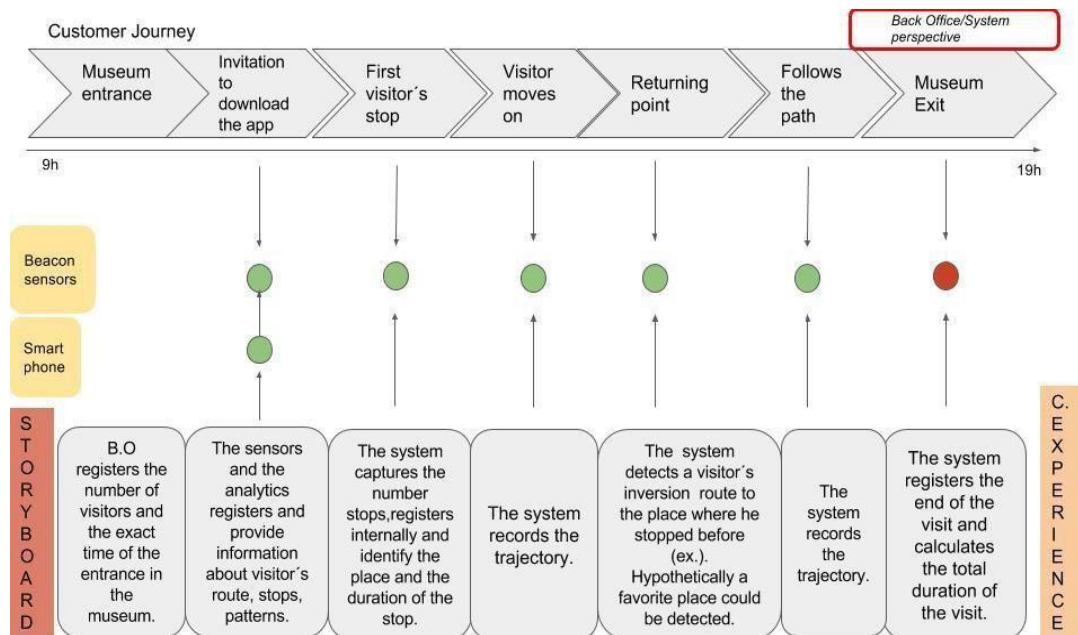 Customer Journey
Back Office/System
perspective
Museum
entrance
Invitation
to
download
the app
First
visitor´s
stop
Visitor
moves
on
Returning
point
Follows
the
path
Museum
Exit
9h
19h
Beacon
sensors
Smart
phone
S
T
O
R
Y
B
O
A
R
D
B.O
registers the
number of
visitors and
the exact
time of the
entrance in
the
museum.
The sensors
and the
analytics
registers and
provide
information
about visitor´s
route, stops,
patterns.
The system
captures the
number
stops,registers
internally and
identify the
place and the
duration of the
stop.
The system
records the
trajectory.
The system
detects a visitor´s
inversion route to
the place where he
stopped before
(ex.).
Hypothetically a
favorite place could
be detected.
The
system
records
the
trajectory.
The system
registers the
end of the
visit and
calculates
the total
duration of
the visit.
C.
E
X
P
E
R
I
E
N
C
E